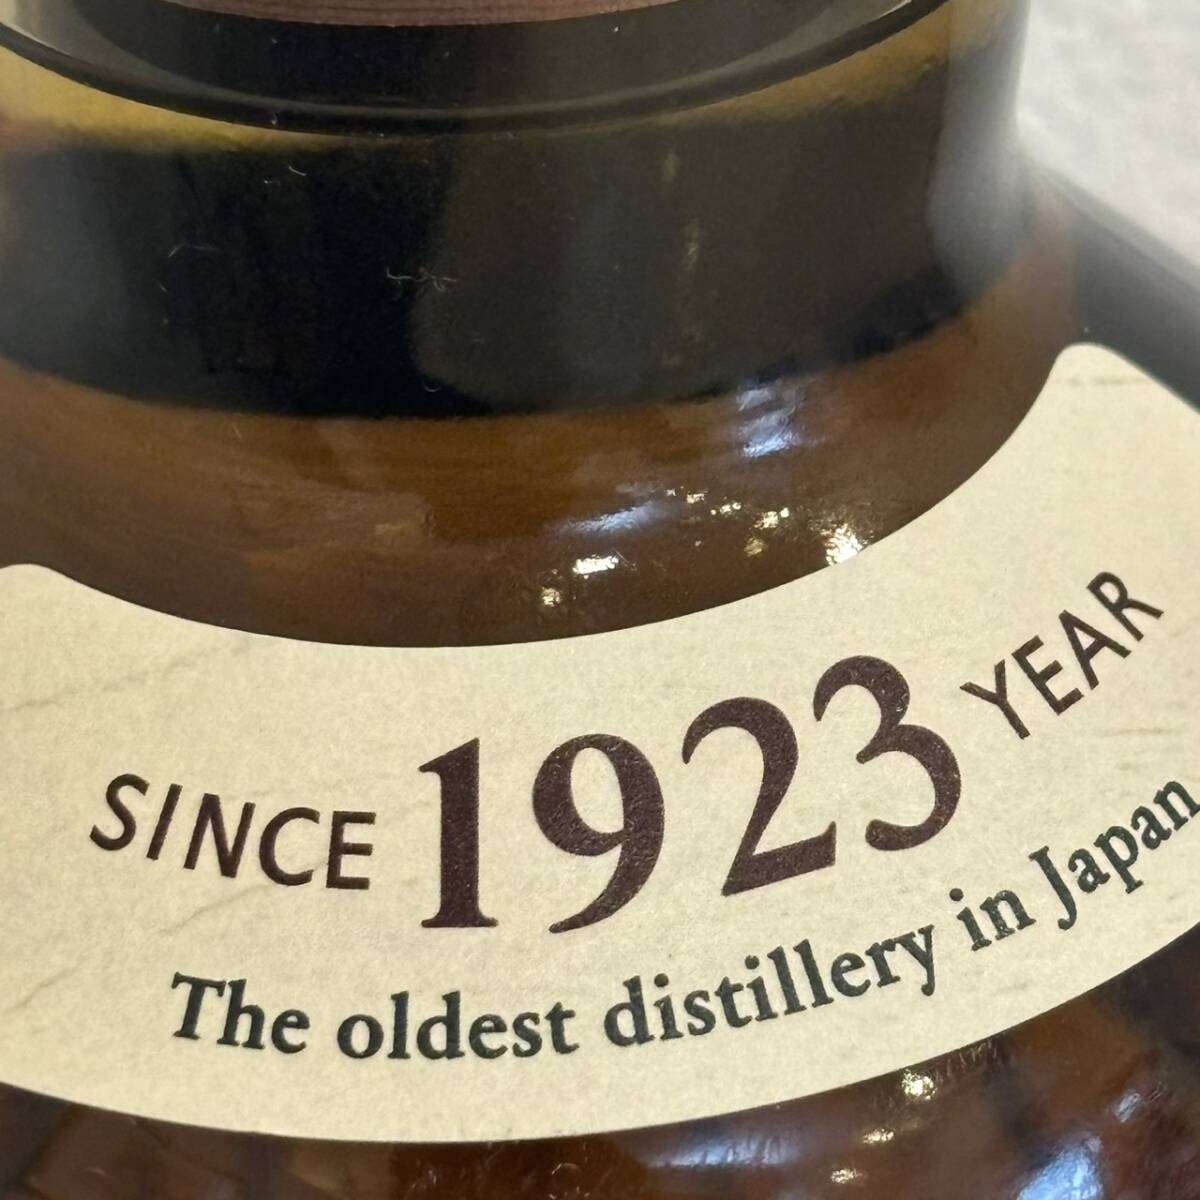 SINCE 1923 YEAR
The oldest distillery in Japan